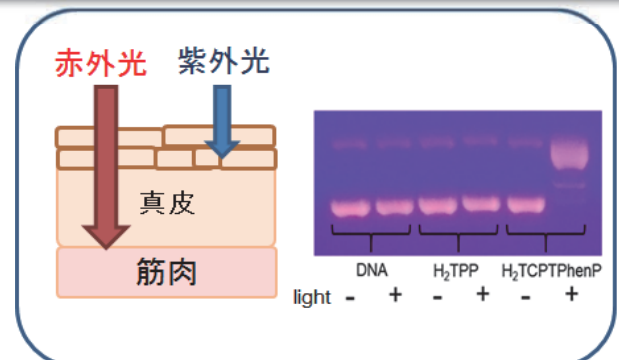 赤外光 紫外光
真皮
筋肉
DNA H₂TPP H₂TCPTPhenP
light - + - + - +